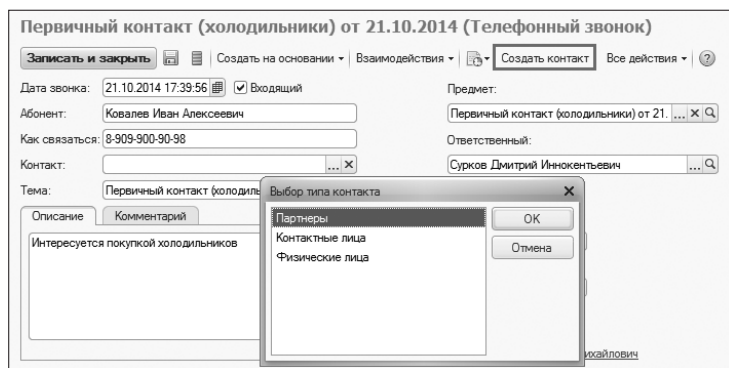 Первичный контакт (холодильники) от 21.10.2014 (Телефонный звонок)
Записать и закрыть Создать на основании Взаимодействия Создать контакт Все действия ?
Дата звонка: 21.10.2014 17:39:56 Входящий Предмет:
Абонент: Ковалев Иван Алексеевич Первичный контакт (холодильники) от 21. ... X
Как связаться: 8-909-900-90-98 Ответственный:
Контакт: ... X Сурков Дмитрий Иннокентьевич ...
Тема: Первичный контакт (холодиль
Выбор типа контакта X
Описание Комментарий
Партнеры OK
Интересуется покупкой холодильников
Контактные лица Отмена
Физические лица
ихайлович